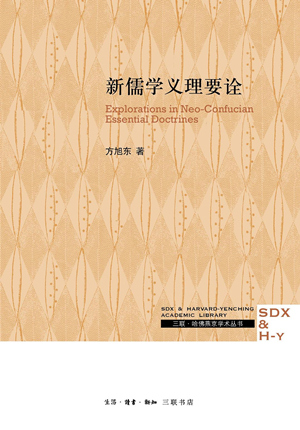 新儒学义理要诠
Explorations in Neo-Confucian
Essential Doctrines
方旭东 著
SDX & HARVARD-YENCHING
ACADEMIC LIBRARY
三联·哈佛燕京学术丛书
SDX
&
H-Y
生活·读书·新知 三联书店